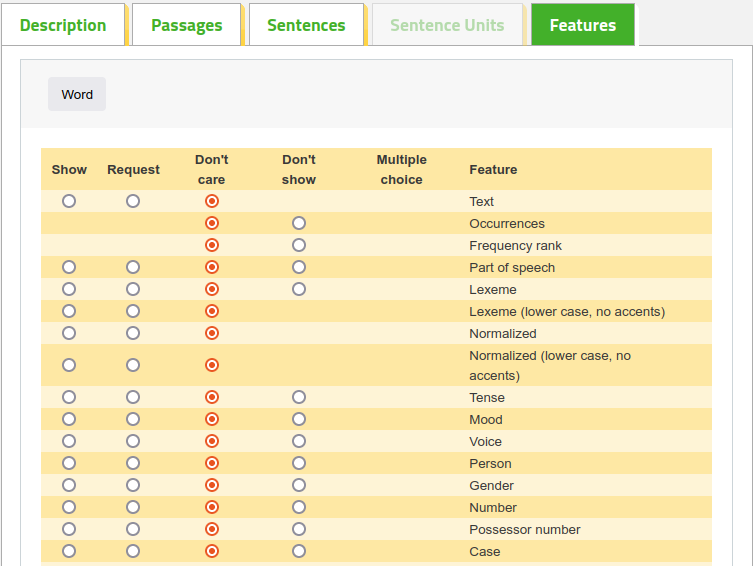 Description Passages Sentences Sentence Units Features
Word
Show Request Don't care Don't show Multiple choice Feature
Text
Occurrences
Frequency rank
Part of speech
Lexeme
Lexeme (lower case, no accents)
Normalized
Normalized (lower case, no
accents)
Tense
Mood
Voice
Person
Gender
Number
Possessor number
Case